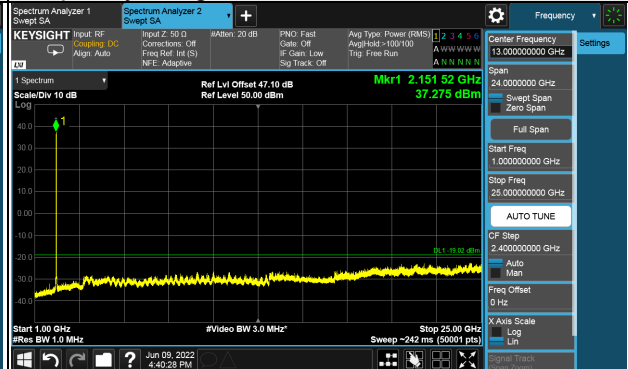 Spectrum Analyzer 1
Swept SA
Spectrum Analyzer 2
Swept SA
Frequency
KEYSIGHT
Input: RF
Coupling: DC
Align: Auto
Input Z: 50 Ω
Corrections: Off
Freq Ref: Int (S)
NFE: Adaptive
#Atten: 20 dB
PNO: Fast
Gate: Off
IF Gain: Low
Sig Track: Off
Avg Type: Power (RMS)
Avg|Hold:>100/100
Trig: Free Run
1 2 3 4 5 6
A W W W W W
A N N N N N
LXI
1 Spectrum
Scale/Div 10 dB
Log
Ref Lvl Offset 47.10 dB
Ref Level 50.00 dBm
Mkr1 2.151 52 GHz
37.275 dBm
1
40.0
30.0
20.0
10.0
0.00
-10.0
-20.0
-30.0
-40.0
DL1 -19.02 dBm
Start 1.00 GHz
#Res BW 1.0 MHz
#Video BW 3.0 MHz*
Stop 25.00 GHz
Sweep ~242 ms (50001 pts)
Jun 09, 2022
4:40:28 PM
Center Frequency
13.000000000 GHz
Span
24.0000000 GHz
Swept Span
Zero Span
Full Span
Start Freq
1.000000000 GHz
Stop Freq
25.000000000 GHz
AUTO TUNE
CF Step
2.400000000 GHz
Auto
Man
Freq Offset
0 Hz
X Axis Scale
Log
Lin
Signal Track
(Span Zoom)
Settings